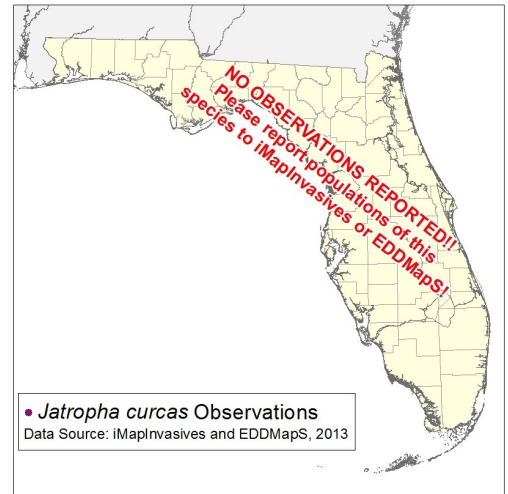 NO OBSERVATIONS REPORTED!!
Please report populations of this
species to iMapInvasives or EDDMapS!
Jatropha curcas Observations
Data Source: iMapInvasives and EDDMapS, 2013